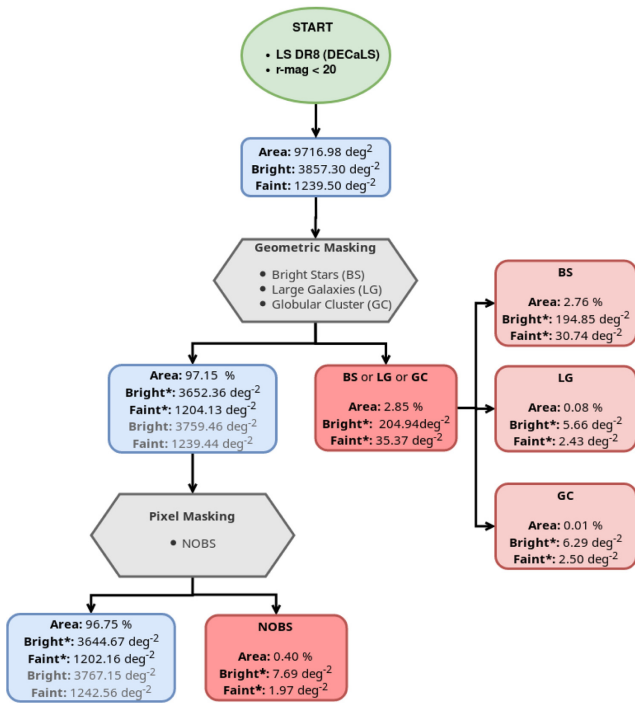 START
• LS DR8 (DECaLS)
• r-mag < 20
Area: 9716.98 deg²
Bright: 3857.30 deg⁻²
Faint: 1239.50 deg⁻²
Geometric Masking
• Bright Stars (BS)
• Large Galaxies (LG)
• Globular Cluster (GC)
BS
Area: 2.76 %
Bright*: 194.85 deg⁻²
Faint*: 30.74 deg⁻²
Area: 97.15 %
Bright*: 3652.36 deg⁻²
Faint*: 1204.13 deg⁻²
Bright: 3759.46 deg⁻²
Faint: 1239.44 deg⁻²
BS or LG or GC
Area: 2.85 %
Bright*: 204.94deg⁻²
Faint*: 35.37 deg⁻²
LG
Area: 0.08 %
Bright*: 5.66 deg⁻²
Faint*: 2.43 deg⁻²
GC
Area: 0.01 %
Bright*: 6.29 deg⁻²
Faint*: 2.50 deg⁻²
Pixel Masking
• NOBS
Area: 96.75 %
Bright*: 3644.67 deg⁻²
Faint*: 1202.16 deg⁻²
Bright: 3767.15 deg⁻²
Faint: 1242.56 deg⁻²
NOBS
Area: 0.40 %
Bright*: 7.69 deg⁻²
Faint*: 1.97 deg⁻²